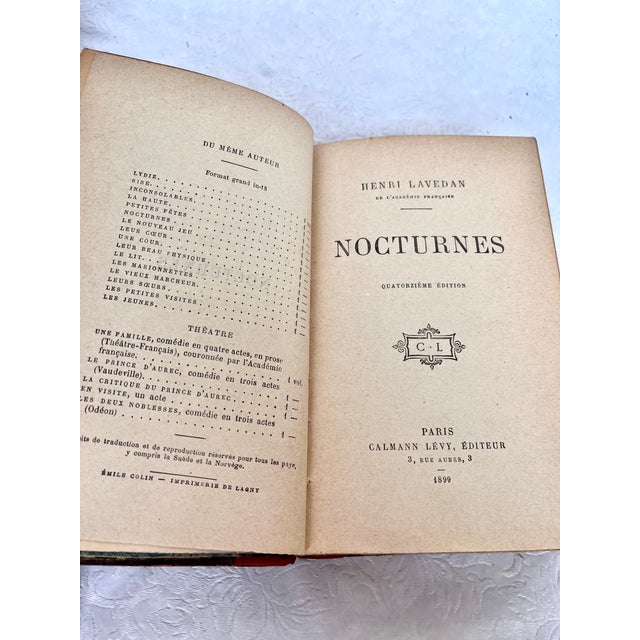 DU MÊME AUTEUR
Format grand in-18
LYDIE.
SIRE.
INCONSOLABLES.
LA HAUTE.
PETITES FÊTES
NOCTURNES.
LE NOUVEAU JEU
LEUR CŒUR
UNE COUR.
LEUR BEAU PHYSIQUE.
LE LIT.
LES MARIONNETTES
LE VIEUX MARCHEUR.
LEURS SŒURS.
LES PETITES VISITES.
LES JEUNES.
THÉATRE
UNE FAMILLE, comédie en quatre actes, en prose
(Théâtre-Français), couronnée par l'Académie
française. 1 vol.
LE PRINCE D'AUREC, comédie en trois actes
(Vaudeville). 1 —
LA CRITIQUE DU PRINCE D'AUREC. 1 —
EN VISITE, un acte 1 —
LES DEUX NOBLESSES, comédie en trois actes
(Odéon) 1 —
de traduction et de reproduction réservés pour tous les pays,
y compris la Suède et la Norvège.
ÉMILE COLIN — IMPRIMERIE DE LAGNY
HENRI LAVEDAN
DE L'ACADÉMIE FRANÇAISE
NOCTURNES
QUATORZIÈME ÉDITION
C·L
PARIS
CALMANN LÉVY, ÉDITEUR
3, RUE AUBER, 3
1899